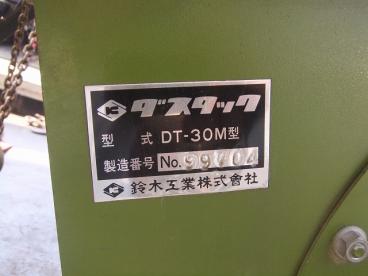 ダスタック
型 式 DT-30M型
製造番号 No. 99704
鈴木工業株式會社